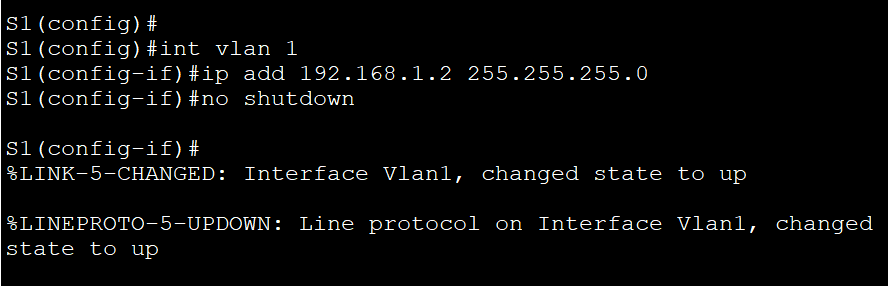 S1(config)#
S1(config)#int vlan 1
S1(config-if)#ip add 192.168.1.2 255.255.255.0
S1(config-if)#no shutdown
S1(config-if)#
%LINK-5-CHANGED: Interface Vlan1, changed state to up
%LINEPROTO-5-UPDOWN: Line protocol on Interface Vlan1, changed
state to up